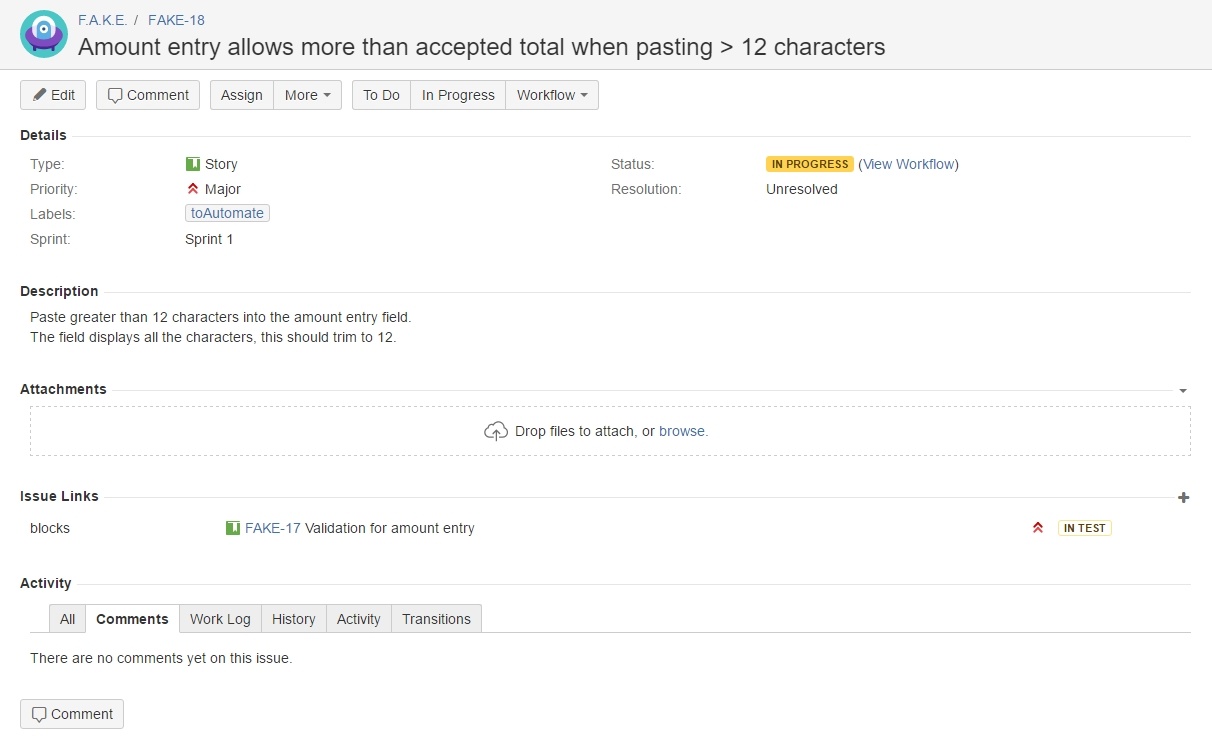 F.A.K.E. / FAKE-18
Amount entry allows more than accepted total when pasting > 12 characters
Edit Comment Assign More To Do In Progress Workflow
Details
Type: Story Status: IN PROGRESS (View Workflow)
Priority: Major Resolution: Unresolved
Labels: toAutomate
Sprint: Sprint 1
Description
Paste greater than 12 characters into the amount entry field.
The field displays all the characters, this should trim to 12.
Attachments
Drop files to attach, or browse.
Issue Links
blocks FAKE-17 Validation for amount entry IN TEST
Activity
All Comments Work Log History Activity Transitions
There are no comments yet on this issue.
Comment